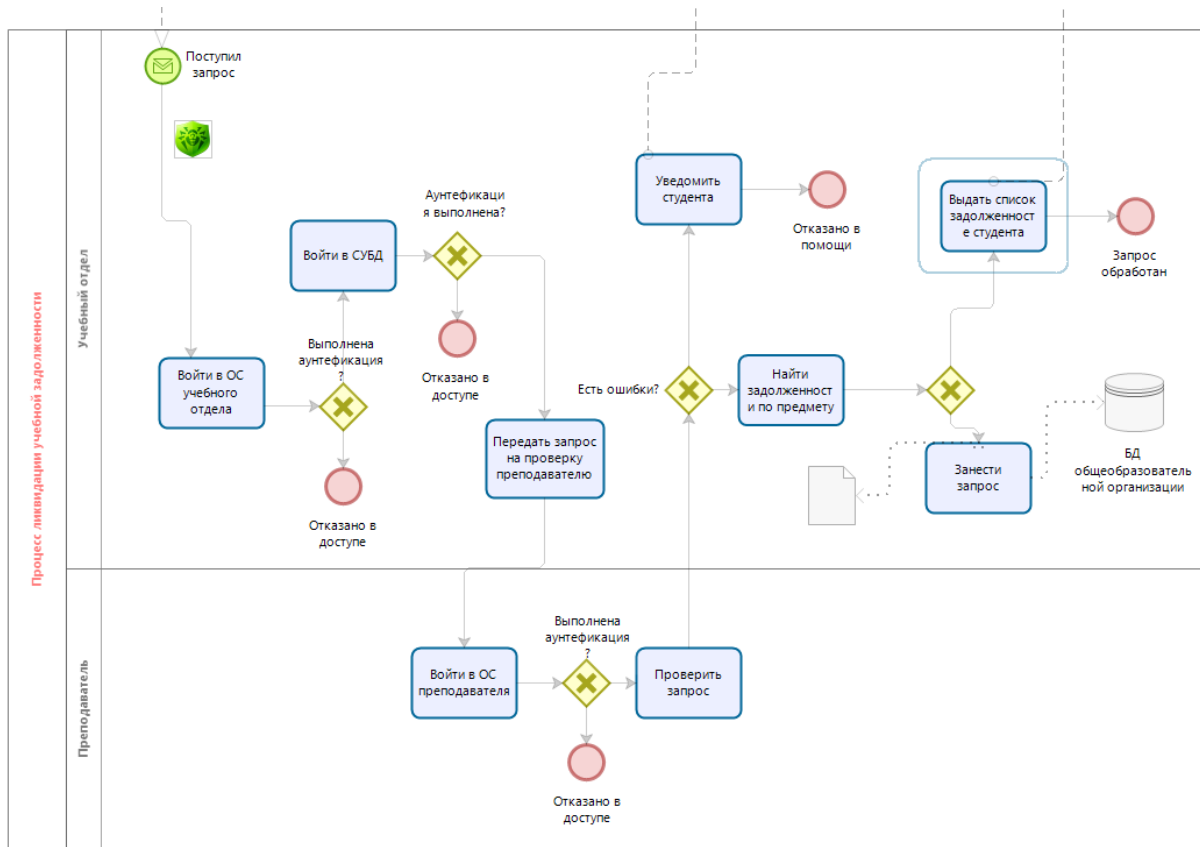 Процесс ликвидации учебной задолженности
Учебный отдел
Поступил
запрос
Войти в ОС
учебного
отдела
Выполнена
аунтефикация
?
Отказано в
доступе
Войти в СУБД
Аунтефикаци
я выполнена?
Отказано в
доступе
Передать запрос
на проверку
преподавателю
Уведомить
студента
Отказано в
помощи
Есть ошибки?
Найти
задолженност
и по предмету
Выдать список
задолженност
е студента
Запрос
обработан
Занести
запрос
БД
общеобразователь
ной организации
Преподаватель
Войти в ОС
преподавателя
Выполнена
аунтефикация
?
Отказано в
доступе
Проверить
запрос